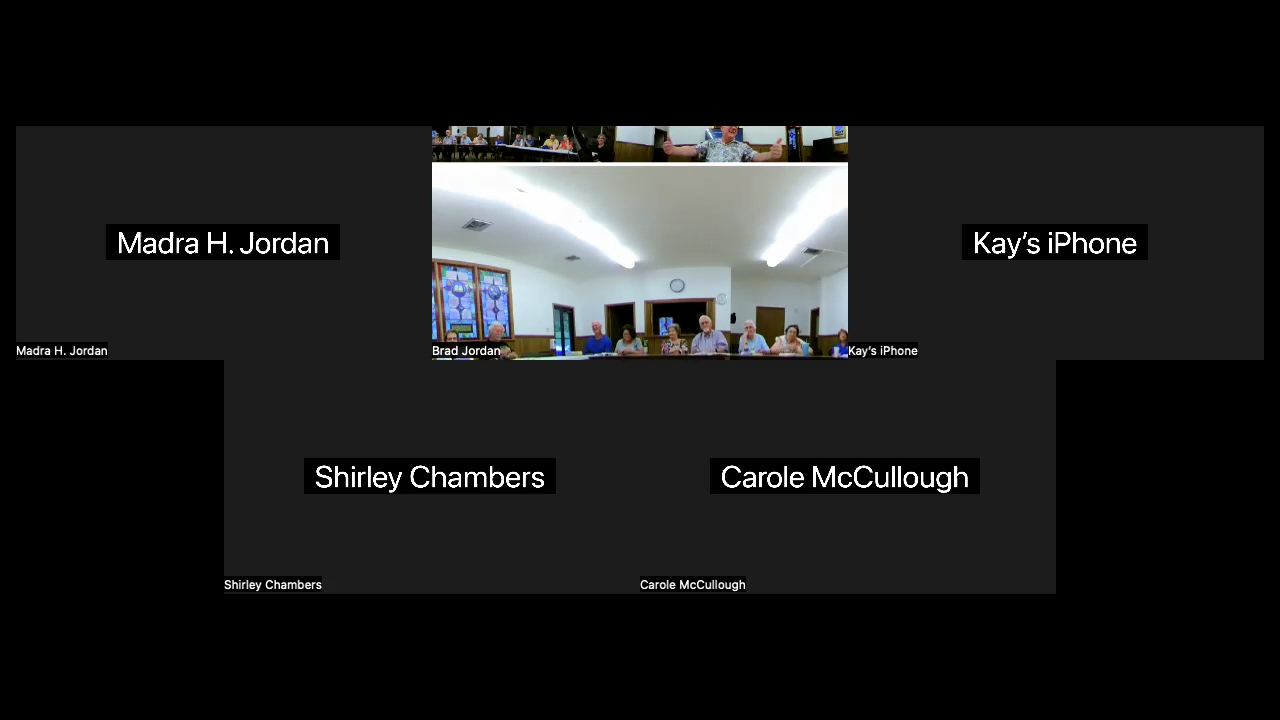 Madra H. Jordan
Madra H. Jordan
Brad Jordan
Kay’s iPhone
Kay’s iPhone
Shirley Chambers
Shirley Chambers
Carole McCullough
Carole McCullough